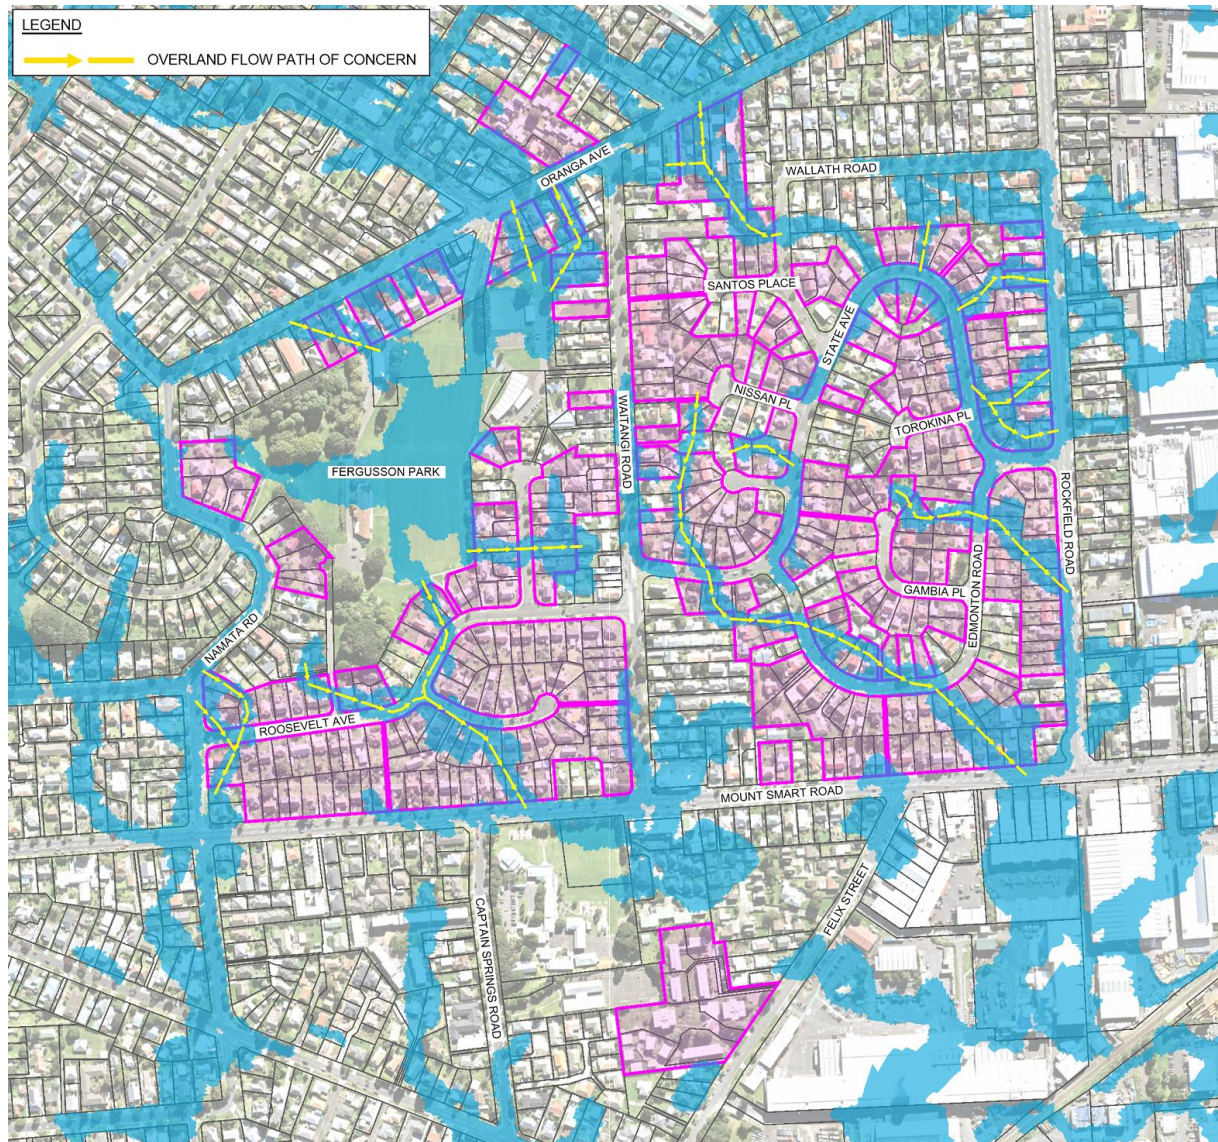 LEGEND
OVERLAND FLOW PATH OF CONCERN
ORANGA AVE
WALLATH ROAD
SANTOS PLACE
STATE AVE
NISSAN PL
WAITANGI ROAD
TOROKINA PL
FERGUSSON PARK
ROCKFIELD ROAD
GAMBIA PL
EDMONTON ROAD
NAMATA RD
ROOSEVELT AVE
MOUNT SMART ROAD
FELIX STREET
CAPTAIN SPRINGS ROAD